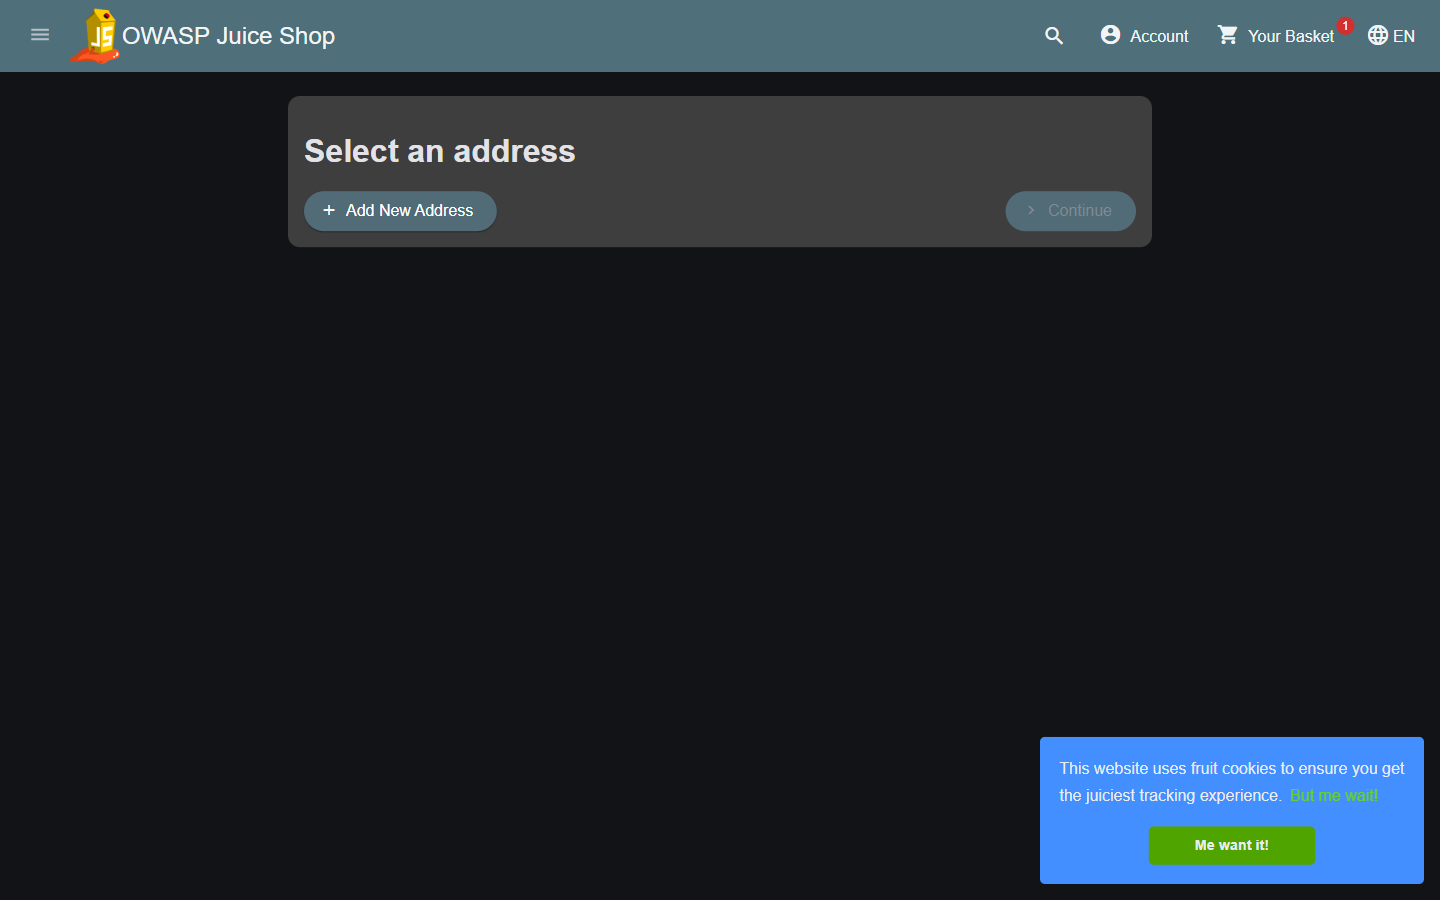 OWASP Juice Shop
Account
Your Basket
1
EN
Select an address
Add New Address
Continue
This website uses fruit cookies to ensure you get
the juiciest tracking experience. But me wait!
Me want it!
JS